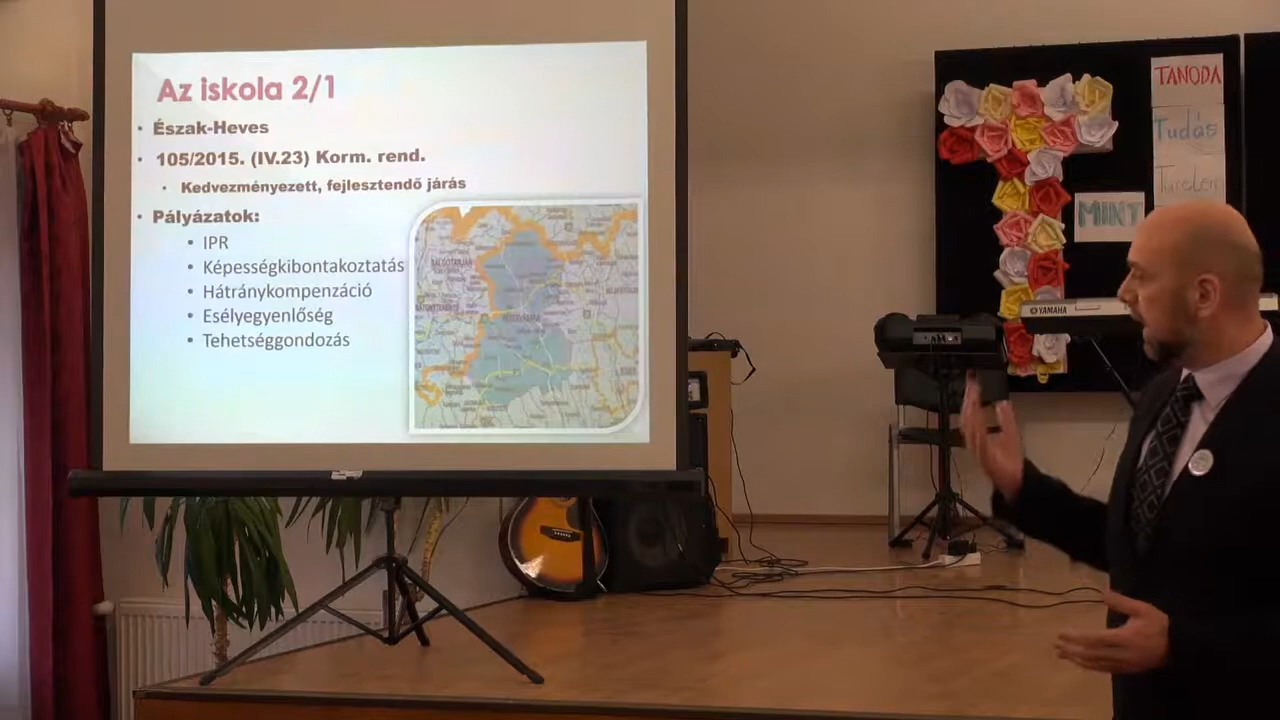 Az iskola 2/1
• Észak-Heves
• 105/2015. (IV.23) Korm. rend.
• Kedvezményezett, fejlesztendő járás
• Pályázatok:
• IPR
• Képességkibontakoztatás
• Hátránykompenzáció
• Esélyegyenlőség
• Tehetséggondozás
TANODA
Tudás
Türelem
MINT
YAMAHA